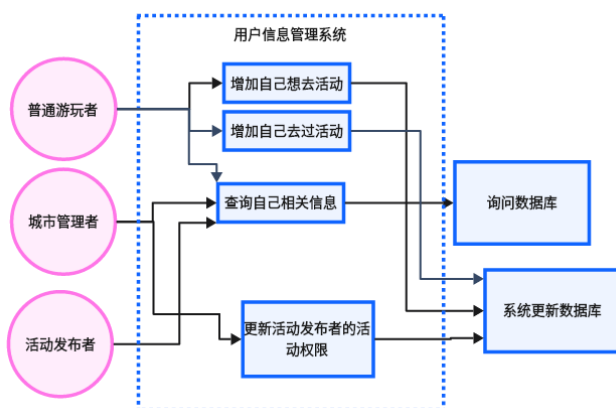 用户信息管理系统
普通游玩者
增加自己想去活动
增加自己去过活动
城市管理者
查询自己相关信息
询问数据库
活动发布者
更新活动发布者的活
动权限
系统更新数据库